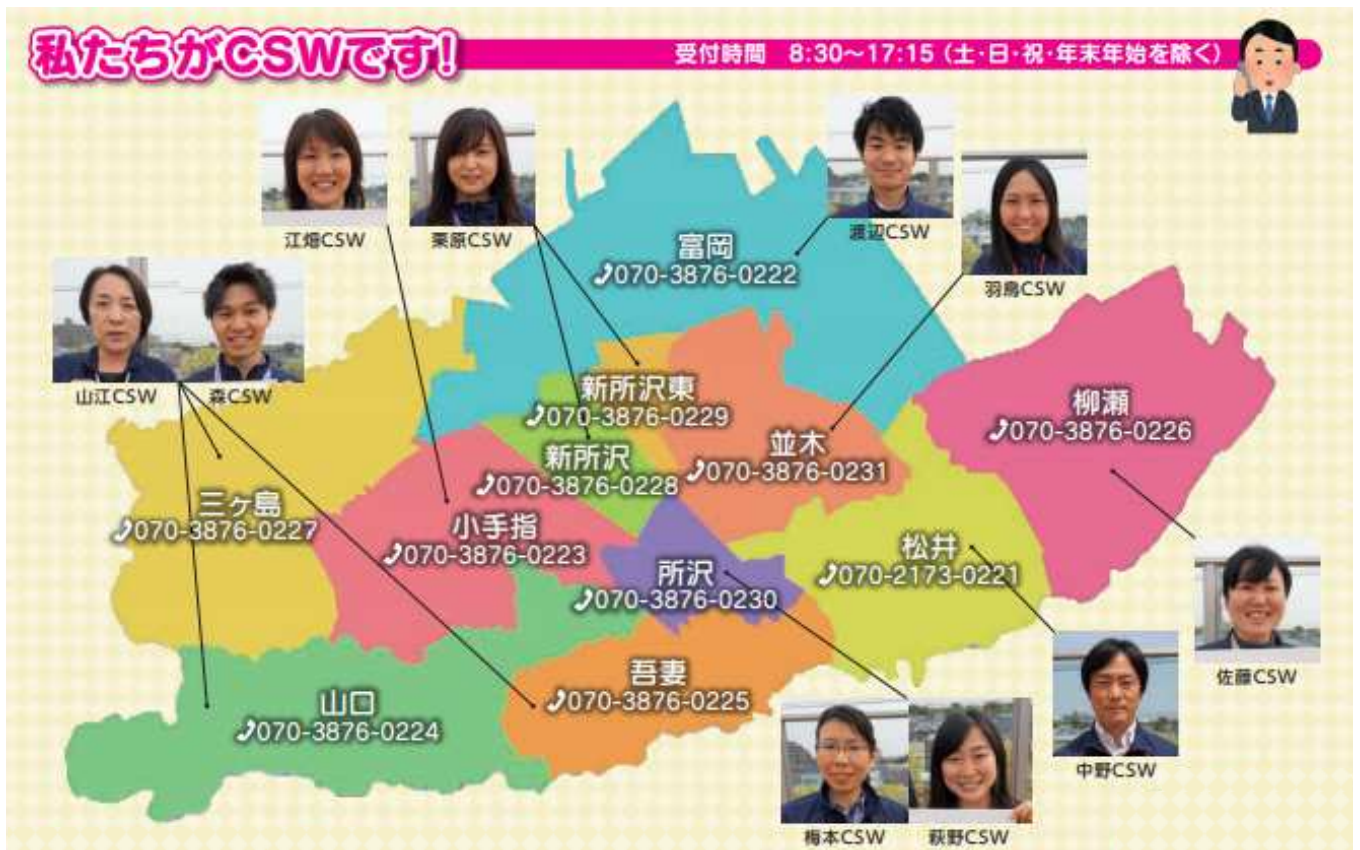 私たちがCSWです!
受付時間 8:30～17:15（土・日・祝・年末年始を除く）
江畑CSW
栗原CSW
渡辺CSW
羽鳥CSW
山江CSW
森CSW
富岡
070-3876-0222
新所沢東
070-3876-0229
柳瀬
070-3876-0226
並木
070-3876-0231
新所沢
070-3876-0228
三ヶ島
070-3876-0227
小手指
070-3876-0223
松井
070-2173-0221
所沢
070-3876-0230
吾妻
070-3876-0225
山口
070-3876-0224
佐藤CSW
中野CSW
梅本CSW
萩野CSW